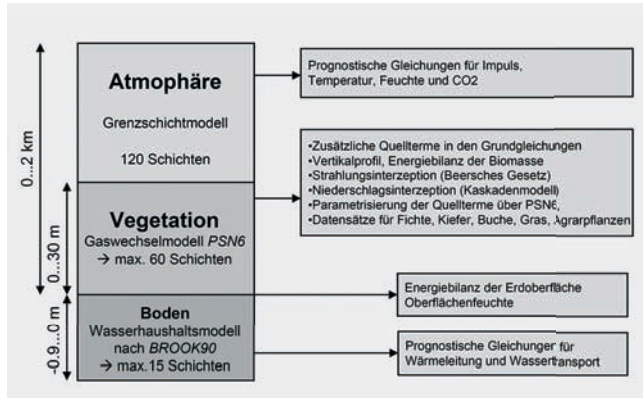 0...2 km
0...30 m
-0.9...0 m
Atmophäre
Grenzschichtmodell
120 Schichten
Vegetation
Gaswechselmodell PSN6
→ max. 60 Schichten
Boden
Wasserhaushaltsmodell
nach BROOK90
→ max.15 Schichten
Prognostische Gleichungen für Impuls,
Temperatur, Feuchte und CO2
•Zusätzliche Quellterme in den Grundgleichungen
•Vertikalprofil, Energiebilanz der Biomasse
•Strahlungsinterzeption (Beersches Gesetz)
•Niederschlagsinterzeption (Kaskadenmodell)
•Parametrisierung der Quellterme über PSN6,
•Datensätze für Fichte, Kiefer, Buche, Gras, Agrarpflanzen
Energiebilanz der Erdoberfläche
Oberflächenfeuchte
Prognostische Gleichungen für
Wärmeleitung und Wassertransport